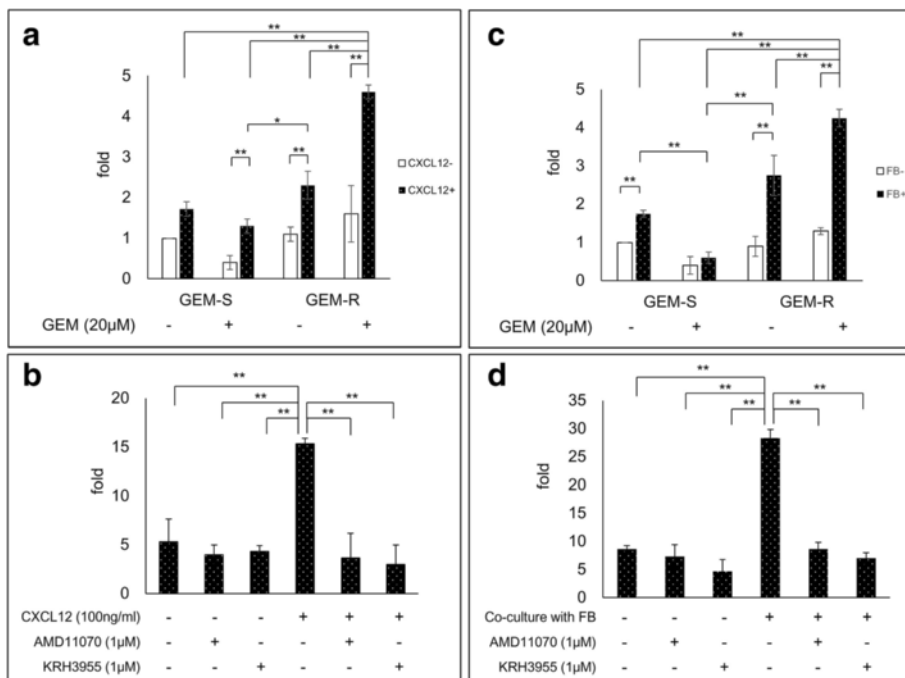 a
** 
**
**
**
5
4
3
2
1
0
fold
*
**
**
CXCL12-
CXCL12+
GEM-S GEM-R
GEM (20μM) - + - +
c
**
**
**
**
5
4
3
2
1
0
fold
**
**
**
**
FB-
FB+
GEM-S GEM-R
GEM (20μM) - + - +
b
**
**
**
**
**
20
15
10
5
0
fold
CXCL12 (100ng/ml) - - - + + +
AMD11070 (1μM) - + - - + -
KRH3955 (1μM) - - + - - +
d
**
**
**
**
**
35
30
25
20
15
10
5
0
fold
Co-culture with FB - - - + + +
AMD11070 (1μM) - + - - + -
KRH3955 (1μM) - - + - - +